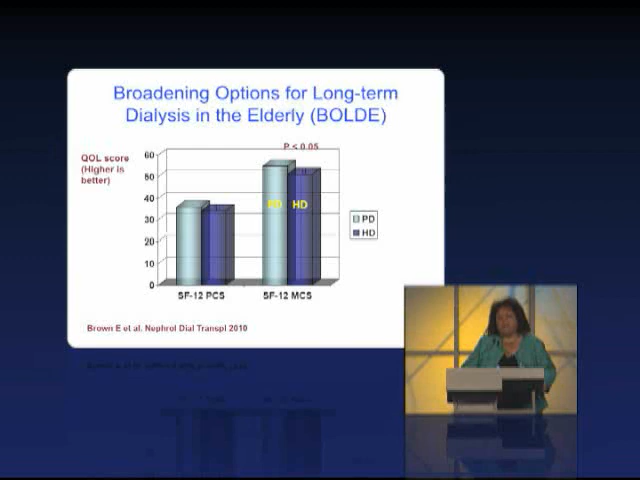 Broadening Options for Long-term
Dialysis in the Elderly (BOLDE)
QOL score
(Higher is
better)
P < 0.05
60
50
40
30
20
10
0
PD HD
PD
HD
SF-12 PCS
SF-12 MCS
Brown E et al. Nephrol Dial Transpl 2010